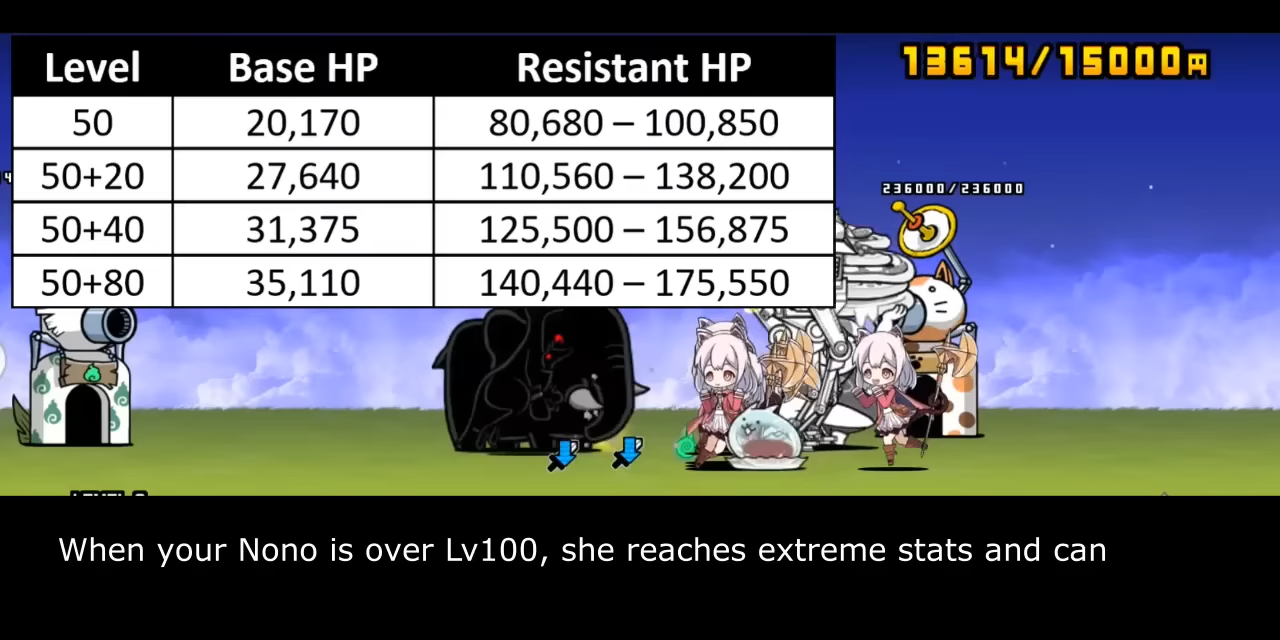 Level Base HP Resistant HP
50 20,170 80,680 – 100,850
50+20 27,640 110,560 – 138,200
50+40 31,375 125,500 – 156,875
50+80 35,110 140,440 – 175,550
13614/15000円
236000/236000
When your Nono is over Lv100, she reaches extreme stats and can